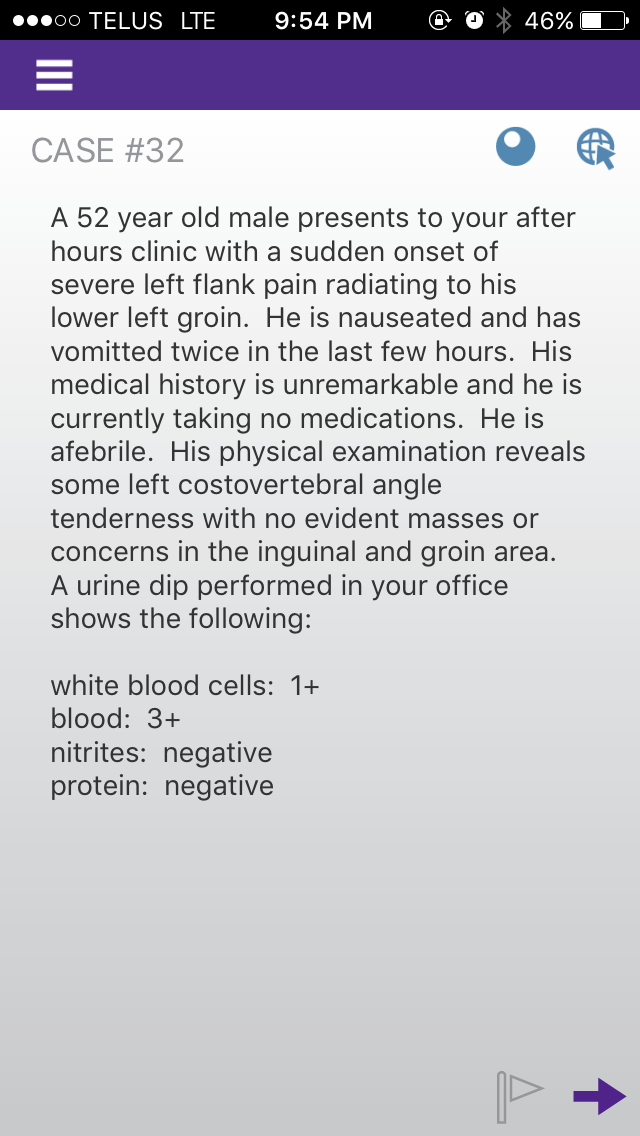 TELUS LTE 9:54 PM 46%
CASE #32
A 52 year old male presents to your after
hours clinic with a sudden onset of
severe left flank pain radiating to his
lower left groin.  He is nauseated and has
vomitted twice in the last few hours.  His
medical history is unremarkable and he is
currently taking no medications.  He is
afebrile.  His physical examination reveals
some left costovertebral angle
tenderness with no evident masses or
concerns in the inguinal and groin area.
A urine dip performed in your office
shows the following:
white blood cells:  1+
blood:  3+
nitrites:  negative
protein:  negative